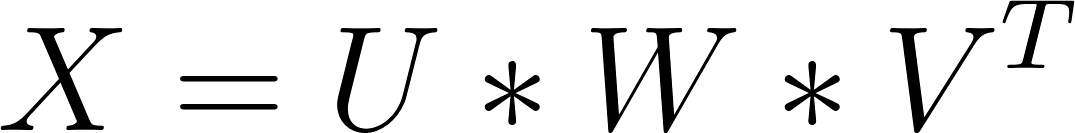 X = U * W * V^T